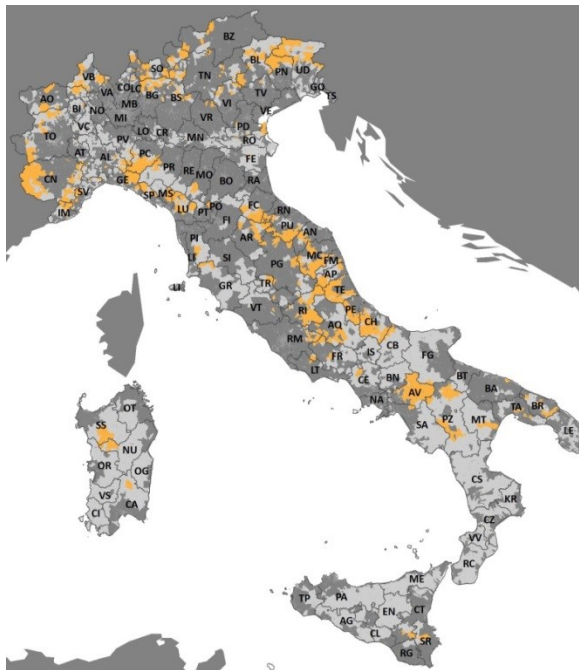 BZ
SO
BL
VB
TN
PN
UD
COLC
AO
VA
BG
BS
TV
GO
BI
NO
MB
VI
TS
MI
VR
VE
TO
VC
LO
CR
PD
PV
MN
RO
AT
PC
AL
FE
PR
CN
GE
RE
MO
BO
RA
SV
MS
SP
IM
LU
PT
PO
FC
RN
FI
PU
AN
PI
AR
MC
LI
SI
FM
PG
AP
LI
GR
TR
TE
VT
RI
PE
AQ
CH
RM
CB
FR
IS
FG
LT
CE
BT
BN
BA
OT
NA
AV
SS
TA
BR
SA
PZ
MT
LE
NU
OR
OG
CS
VS
KR
CI
CA
CZ
VV
RC
ME
TP
PA
EN
CT
AG
CL
SR
RG